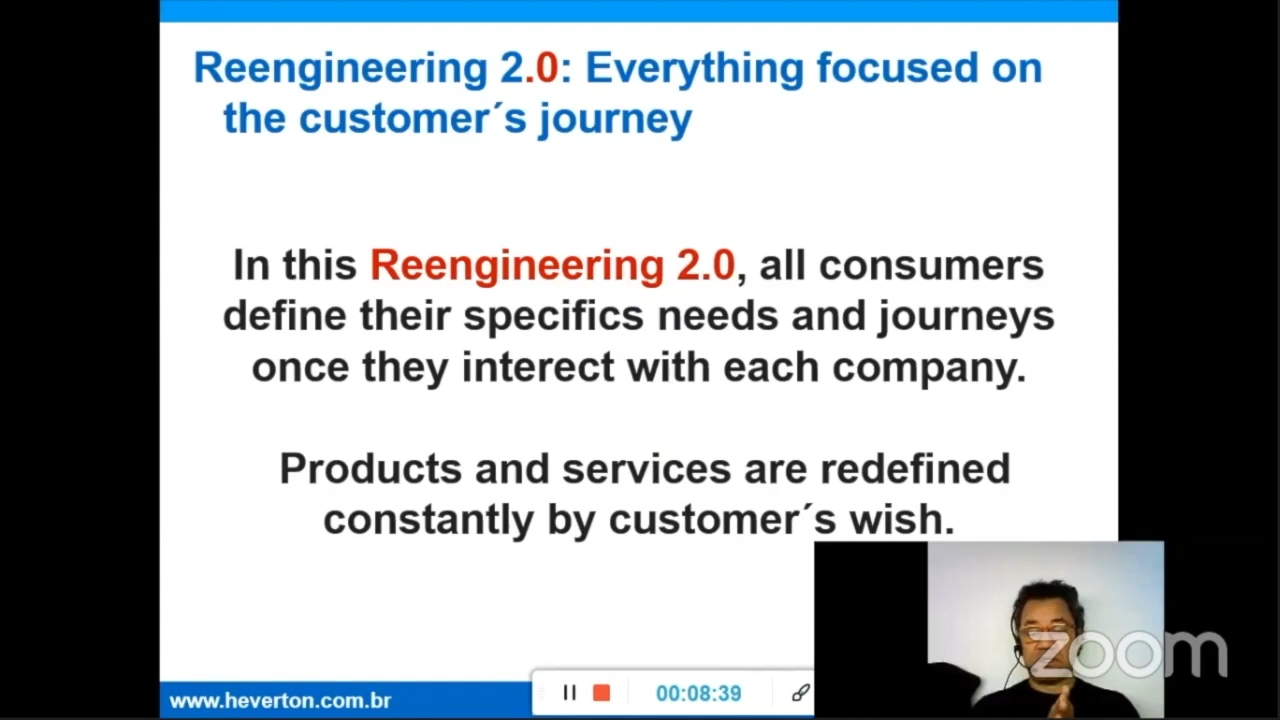 Reengineering 2.0: Everything focused on
the customer´s journey
In this Reengineering 2.0, all consumers
define their specifics needs and journeys
once they interect with each company.
Products and services are redefined
constantly by customer´s wish.
www.heverton.com.br
00:08:39
zoom